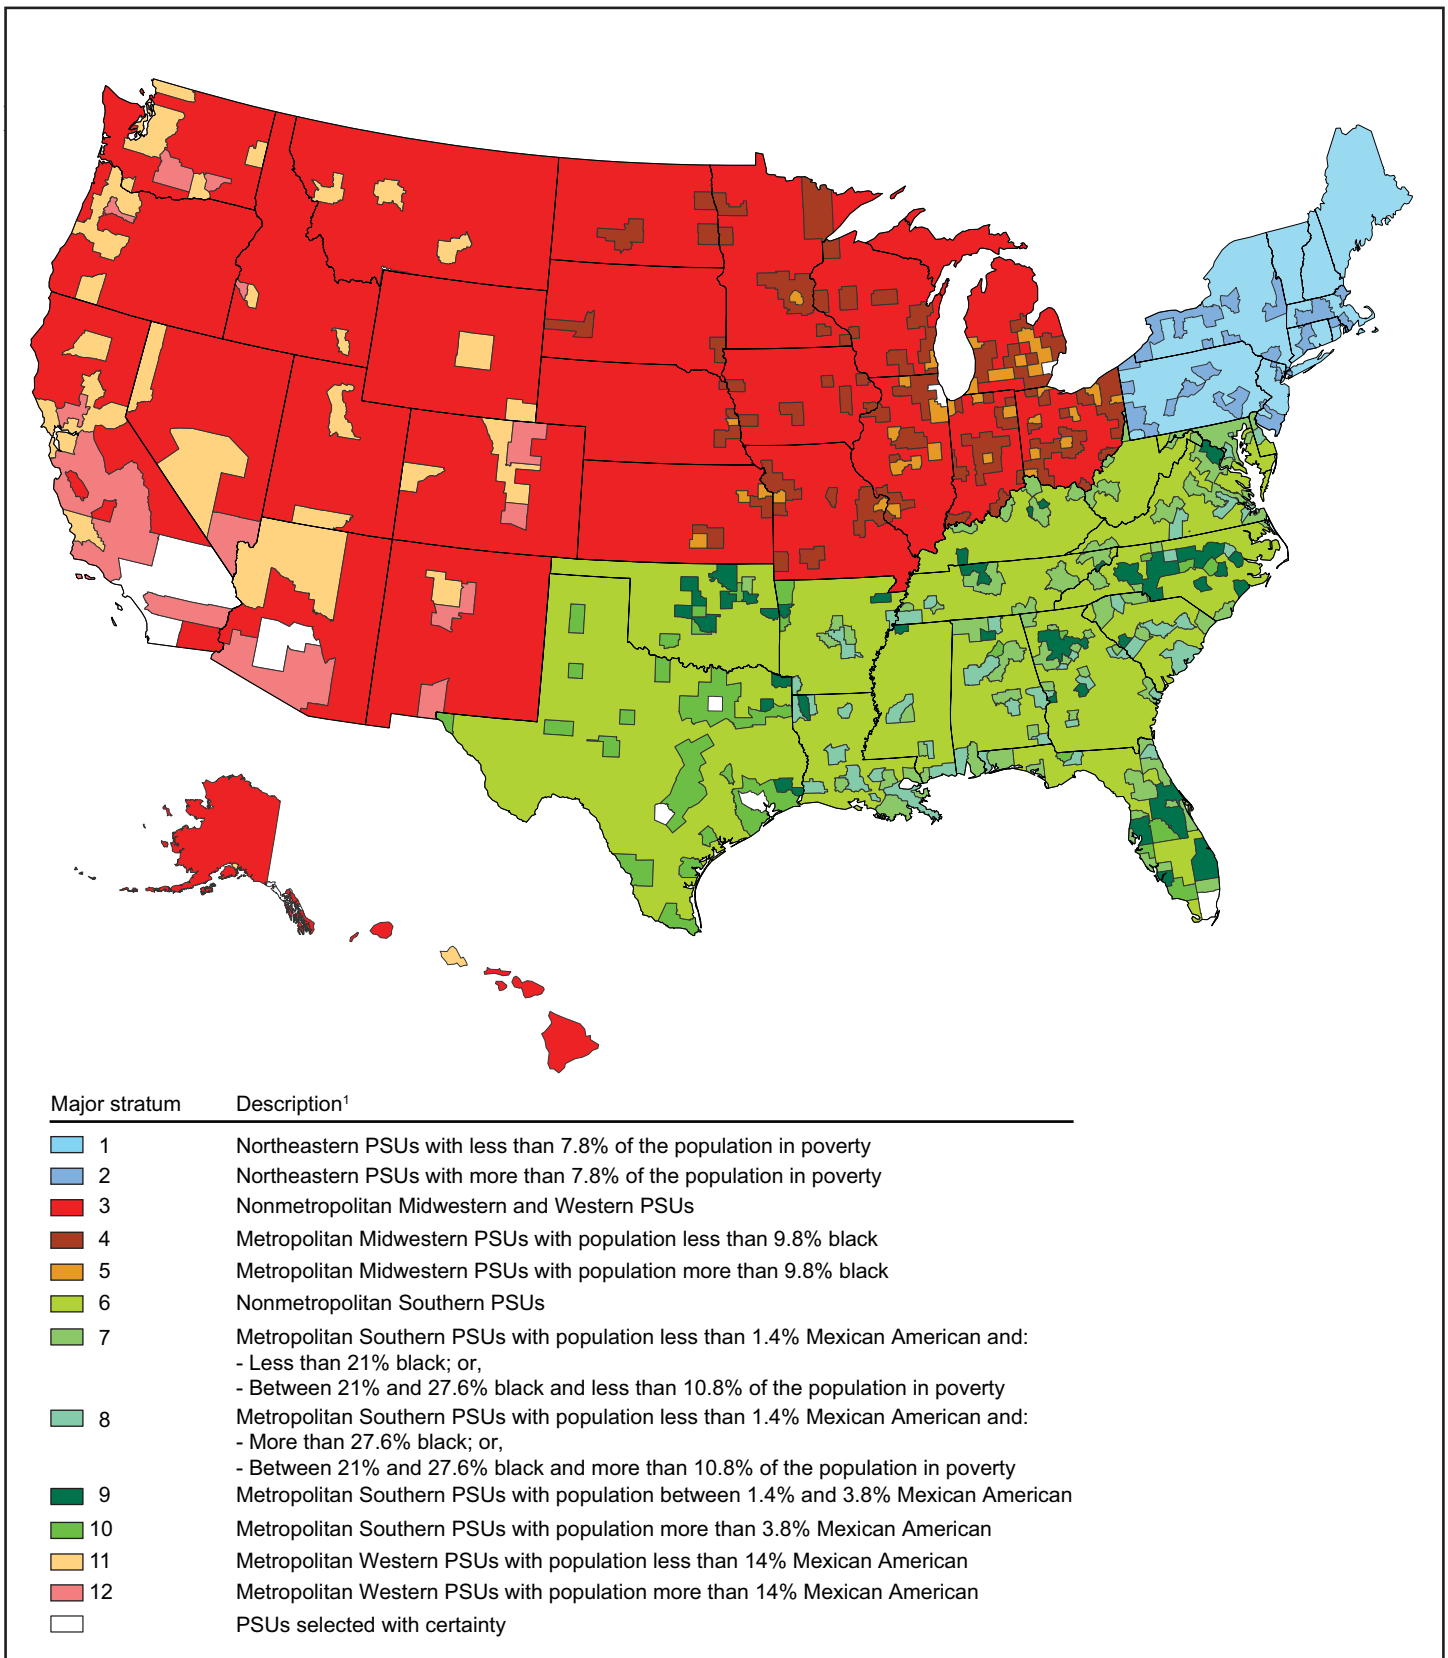 Major stratum Description1
1 Northeastern PSUs with less than 7.8% of the population in poverty
2 Northeastern PSUs with more than 7.8% of the population in poverty
3 Nonmetropolitan Midwestern and Western PSUs
4 Metropolitan Midwestern PSUs with population less than 9.8% black
5 Metropolitan Midwestern PSUs with population more than 9.8% black
6 Nonmetropolitan Southern PSUs
7 Metropolitan Southern PSUs with population less than 1.4% Mexican American and:
- Less than 21% black; or,
- Between 21% and 27.6% black and less than 10.8% of the population in poverty
8 Metropolitan Southern PSUs with population less than 1.4% Mexican American and:
- More than 27.6% black; or,
- Between 21% and 27.6% black and more than 10.8% of the population in poverty
9 Metropolitan Southern PSUs with population between 1.4% and 3.8% Mexican American
10 Metropolitan Southern PSUs with population more than 3.8% Mexican American
11 Metropolitan Western PSUs with population less than 14% Mexican American
12 Metropolitan Western PSUs with population more than 14% Mexican American
PSUs selected with certainty